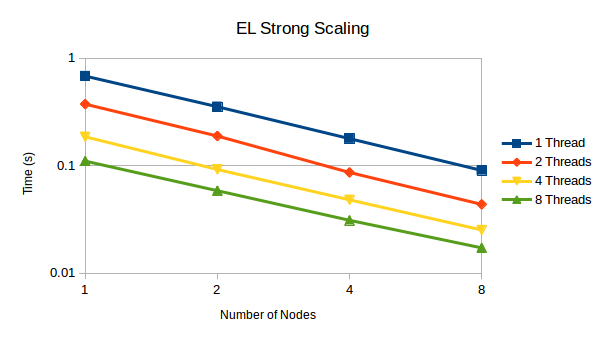 EL Strong Scaling
1
0.1
0.01
Time (s)
1 2 4 8
Number of Nodes
1 Thread
2 Threads
4 Threads
8 Threads